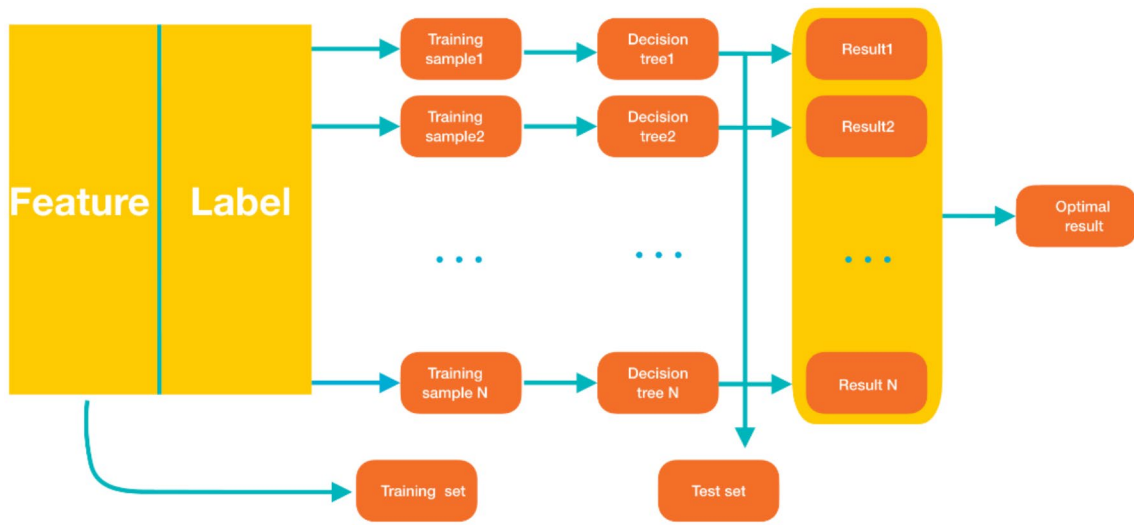 Feature
Label
Training
sample1
Decision
tree1
Result1
Training
sample2
Decision
tree2
Result2
Optimal
result
...
...
...
Training
sample N
Decision
tree N
Result N
Training set
Test set